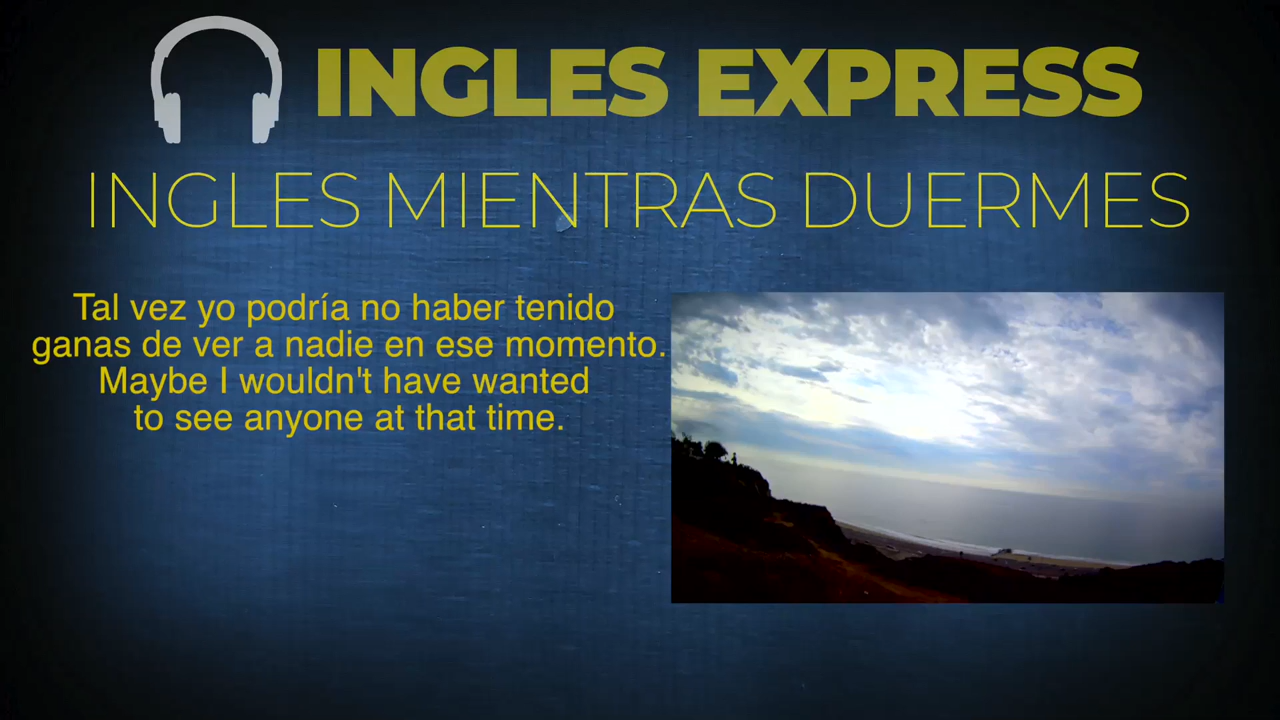 INGLES EXPRESS
INGLES MIENTRAS DUERMES
Tal vez yo podría no haber tenido
ganas de ver a nadie en ese momento.
Maybe I wouldn't have wanted
to see anyone at that time.